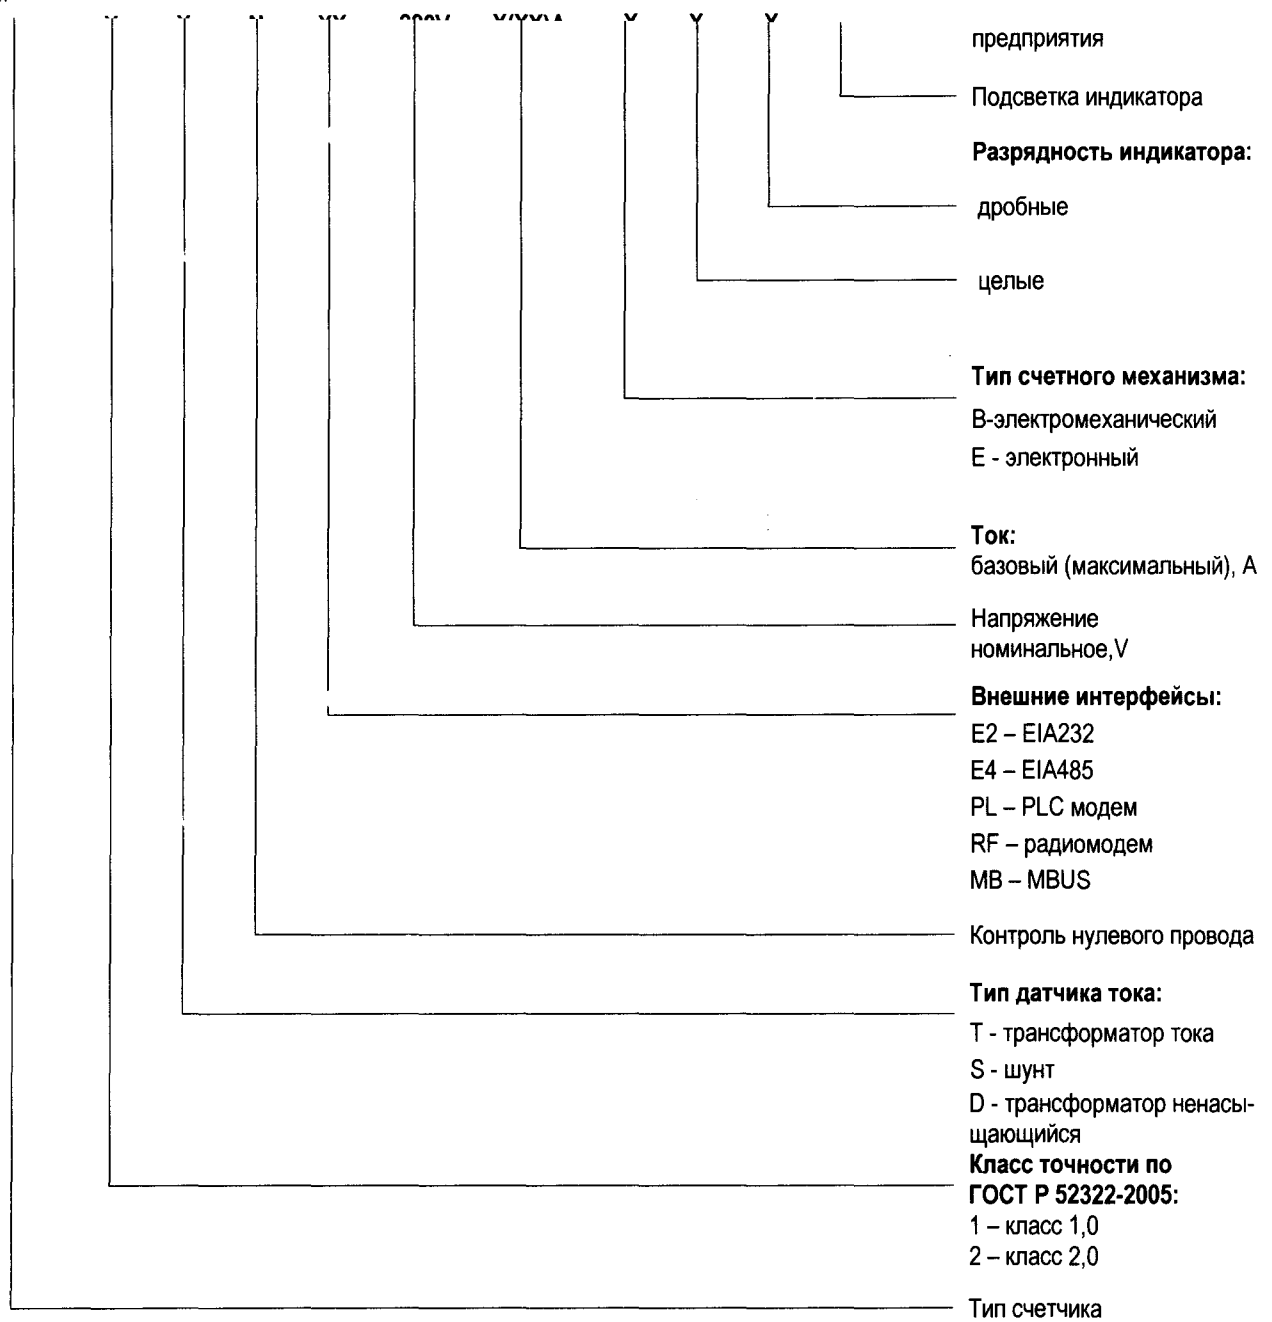 предприятия
Подсветка индикатора
Разрядность индикатора:
дробные
целые
Тип счетного механизма:
В-электромеханический
Е - электронный
Ток:
базовый (максимальный), А
Напряжение
номинальное,V
Внешние интерфейсы:
E2 – EIA232
E4 – EIA485
PL – PLC модем
RF – радиомодем
MB – MBUS
Контроль нулевого провода
Тип датчика тока:
Т - трансформатор тока
S - шунт
D - трансформатор ненасы-
щающийся
Класс точности по
ГОСТ Р 52322-2005:
1 – класс 1,0
2 – класс 2,0
Тип счетчика